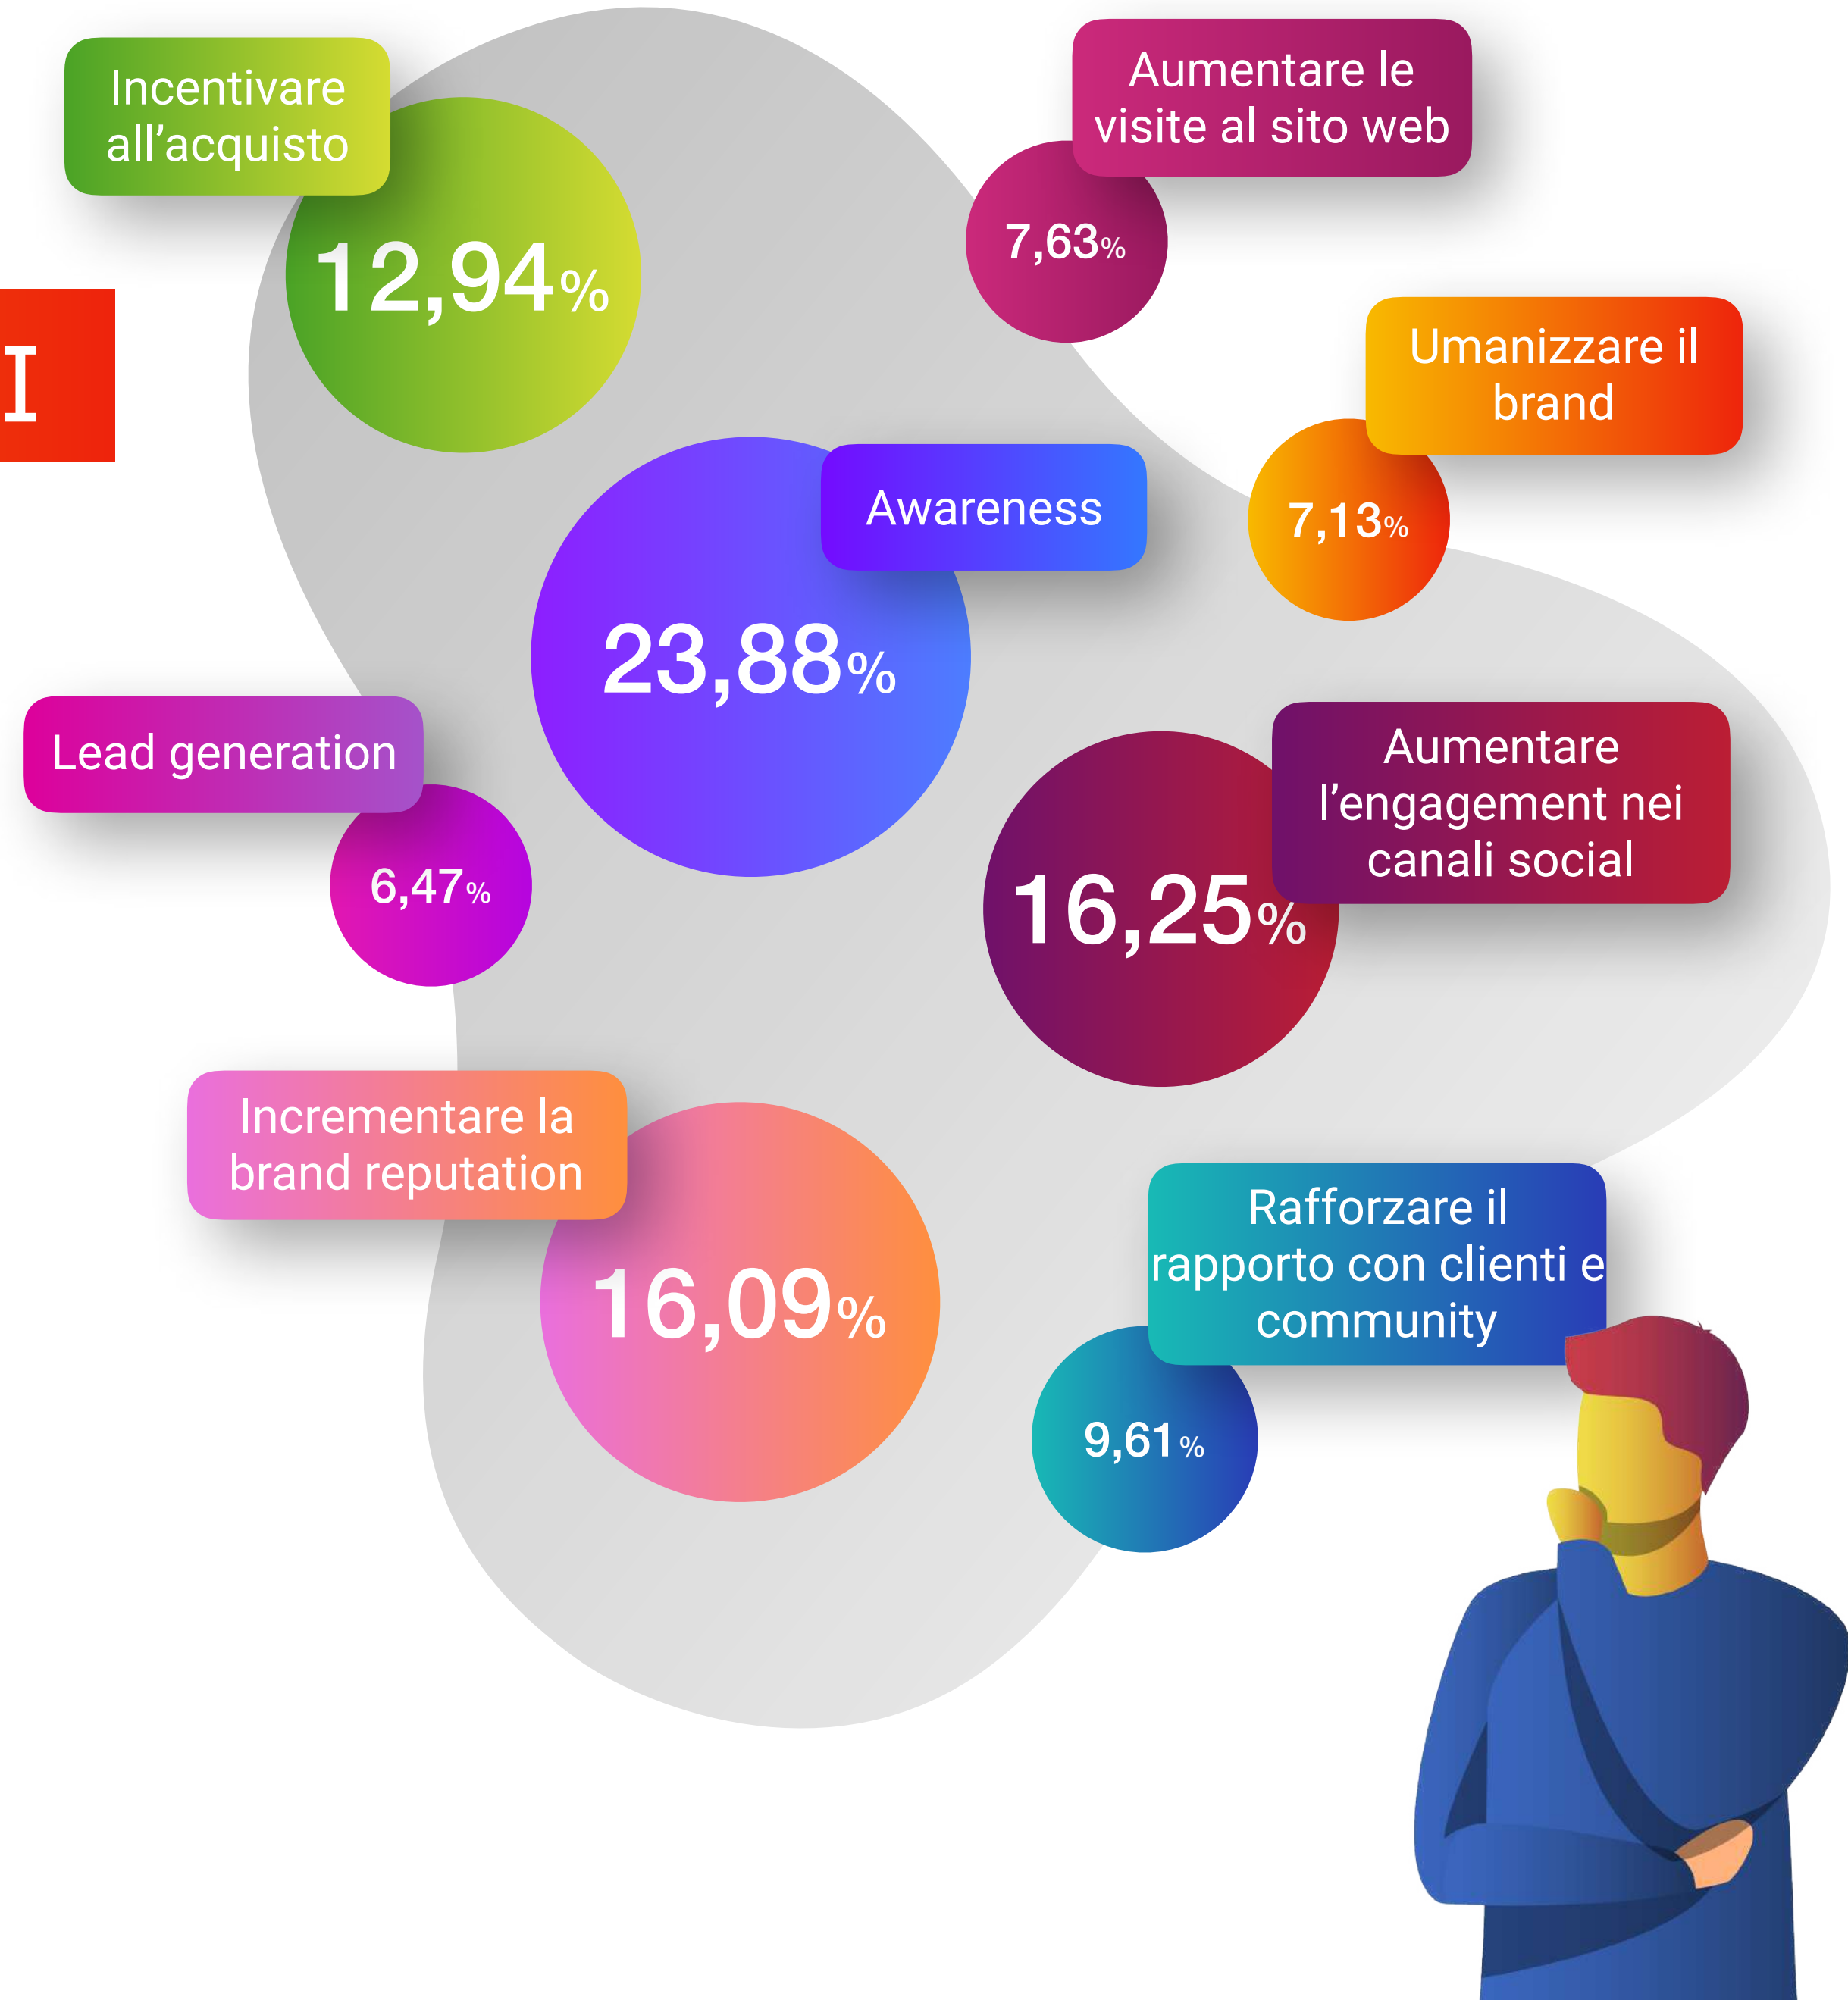 Incentivare
all’acquisto
12,94%
Aumentare le
visite al sito web
7,63%
I
Umanizzare il
brand
7,13%
Awareness
23,88%
Lead generation
6,47%
Aumentare
l’engagement nei
canali social
16,25%
Incrementare la
brand reputation
16,09%
Rafforzare il
rapporto con clienti e
community
9,61%